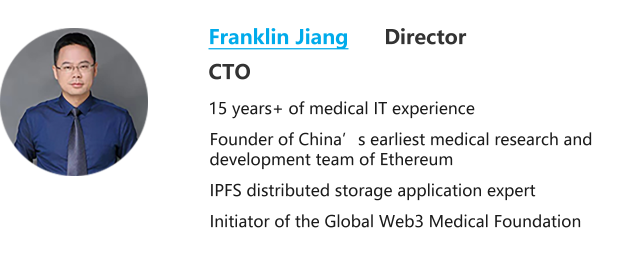 Franklin Jiang Director
CTO
15 years+ of medical IT experience
Founder of China’s earliest medical research and
development team of Ethereum
IPFS distributed storage application expert
Initiator of the Global Web3 Medical Foundation